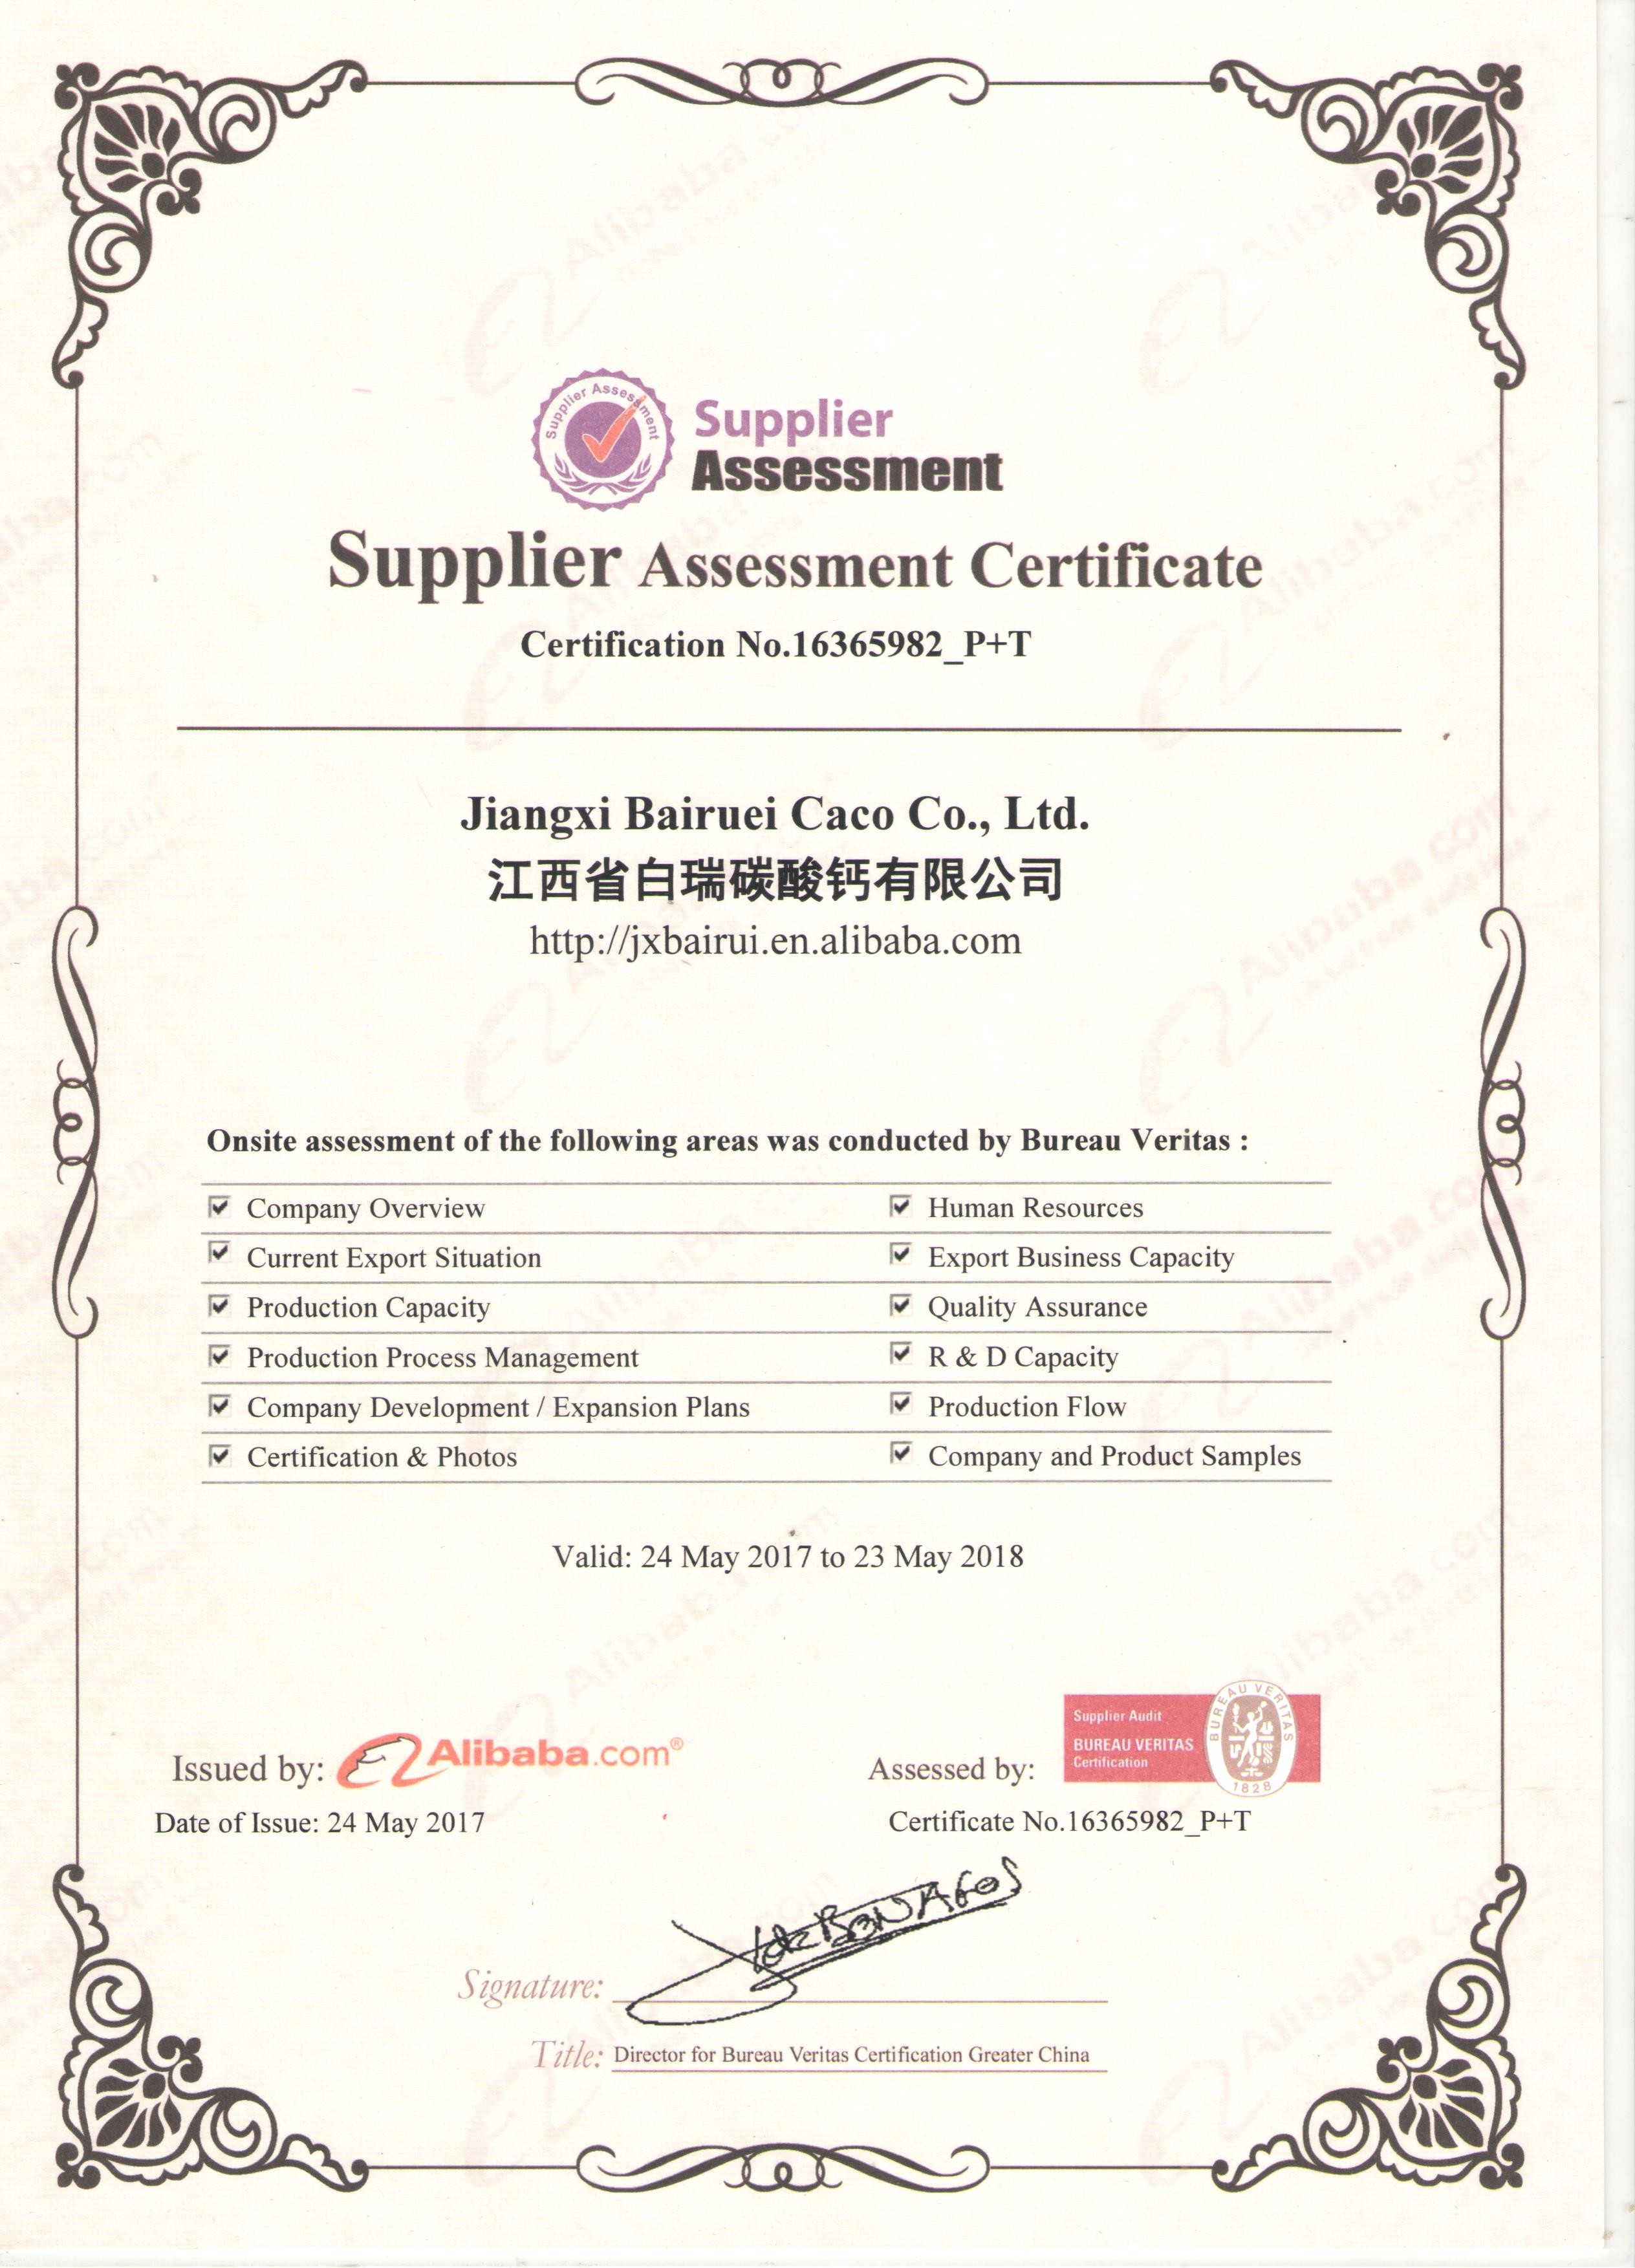 Supplier Assessment
Supplier
Assessment
Supplier Assessment Certificate
Certification No.16365982_P+T
Jiangxi Bairuei Caco Co., Ltd.
江西省白瑞碳酸钙有限公司
http://jxbairui.en.alibaba.com
Onsite assessment of the following areas was conducted by Bureau Veritas :
Company Overview
Human Resources
Current Export Situation
Export Business Capacity
Production Capacity
Quality Assurance
Production Process Management
R & D Capacity
Company Development / Expansion Plans
Production Flow
Certification & Photos
Company and Product Samples
Valid: 24 May 2017 to 23 May 2018
Issued by: Alibaba.com®
Date of Issue: 24 May 2017
Assessed by:
Supplier Audit
BUREAU VERITAS
Certification
BUREAU VERITAS
1828
Certificate No.16365982_P+T
Signature:
Title: Director for Bureau Veritas Certification Greater China